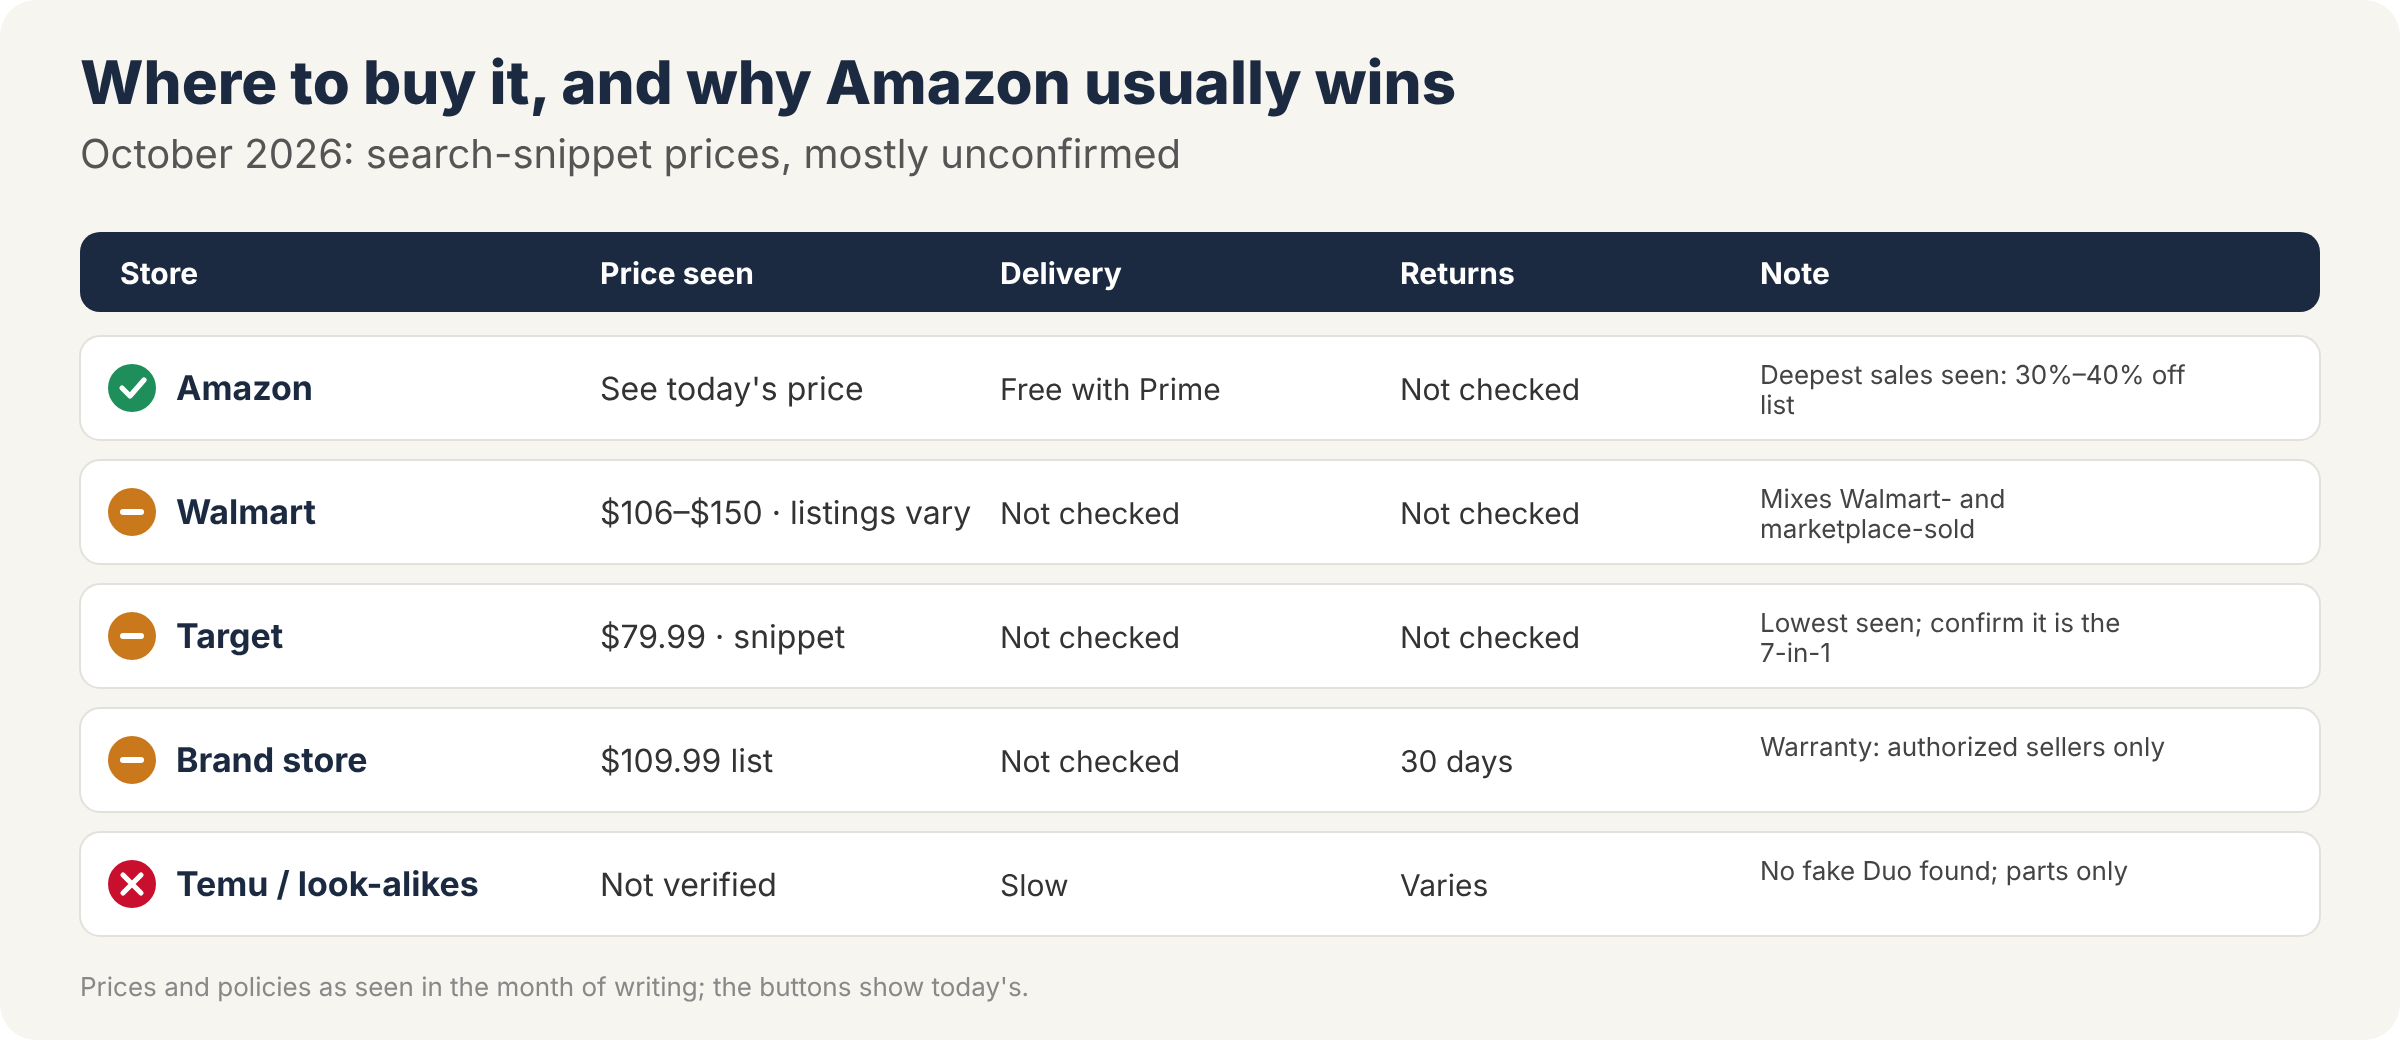 Where to buy it, and why Amazon usually wins
October 2026: search-snippet prices, mostly unconfirmed
Store Price seen Delivery Returns Note
Amazon See today's price Free with Prime Not checked Deepest sales seen: 30%–40% off
list
Walmart $106–$150 · listings vary Not checked Not checked Mixes Walmart- and
marketplace-sold
Target $79.99 · snippet Not checked Not checked Lowest seen; confirm it is the
7-in-1
Brand store $109.99 list Not checked 30 days Warranty: authorized sellers only
Temu / look-alikes Not verified Slow Varies No fake Duo found; parts only
Prices and policies as seen in the month of writing; the buttons show today's.